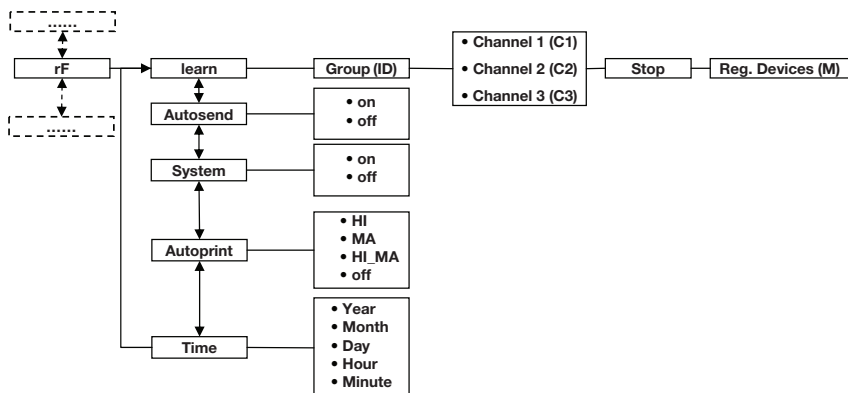 ......
rF
......
learn
Group (ID)
• Channel 1 (C1)
• Channel 2 (C2)
• Channel 3 (C3)
Stop
Reg. Devices (M)
Autosend
• on
• off
System
• on
• off
Autoprint
• HI
• MA
• HI_MA
• off
Time
• Year
• Month
• Day
• Hour
• Minute